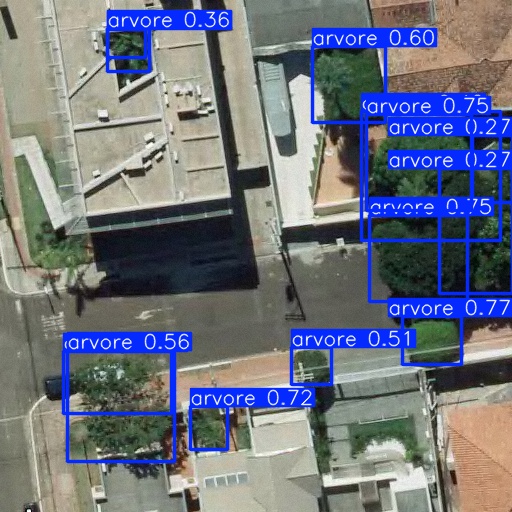 arvore 0.36
arvore 0.60
arvore 0.75
arvore 0.27
arvore 0.27
arvore 0.75
arvore 0.77
arvore 0.51
arvore 0.56
arvore 0.72